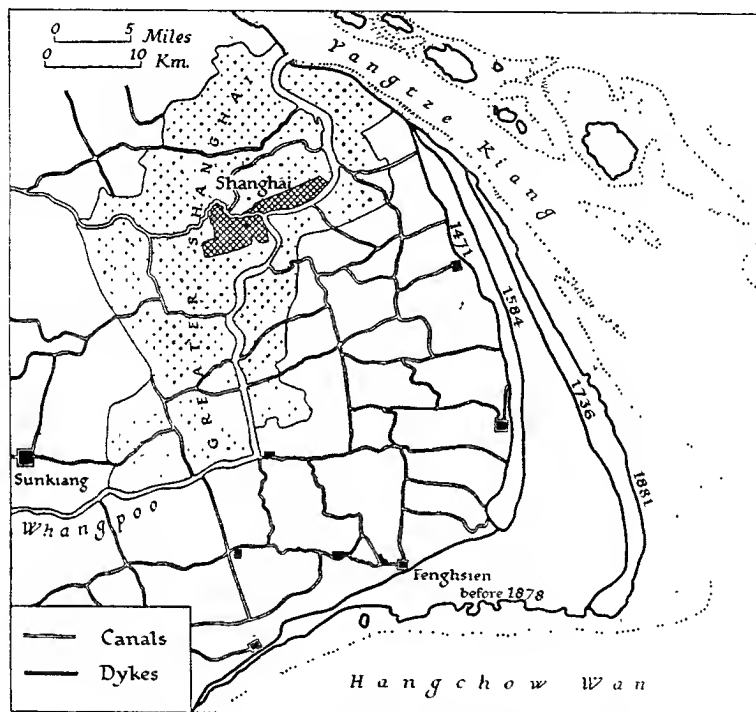 0 5 Miles
0 10 Km.
Yangtze Kiang
GREATER SHANGHAI
Shanghai
1471
1584
1736
1881
Sunkiang
Whangpoo
Fenghsien
before 1878
Canals
Dykes
Hangchow Wan